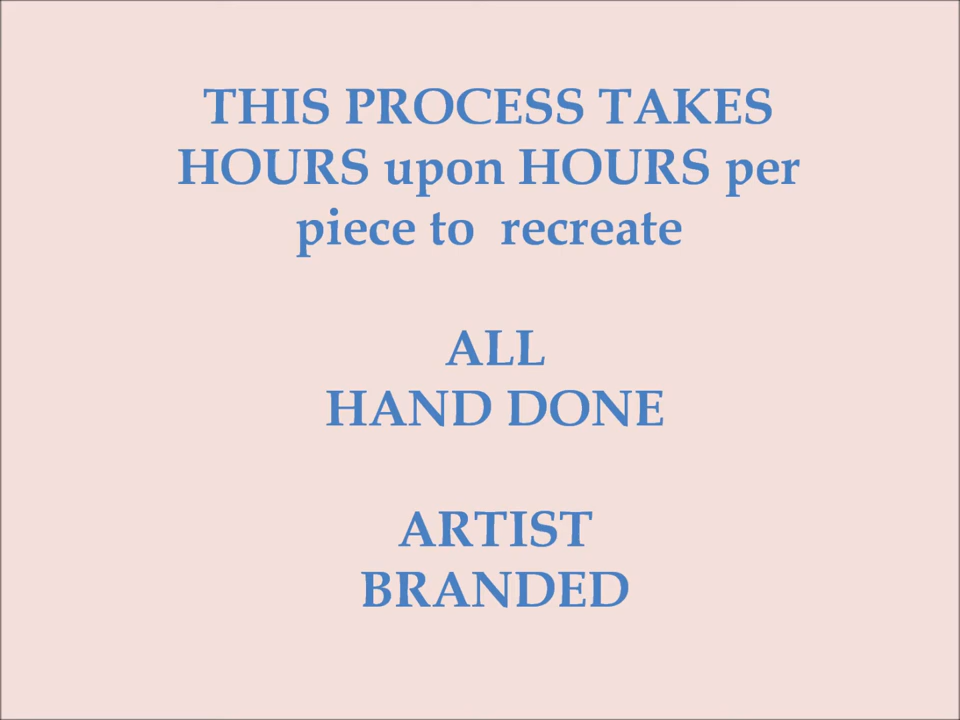 THIS PROCESS TAKES
HOURS upon HOURS per
piece to  recreate
ALL
HAND DONE
ARTIST
BRANDED